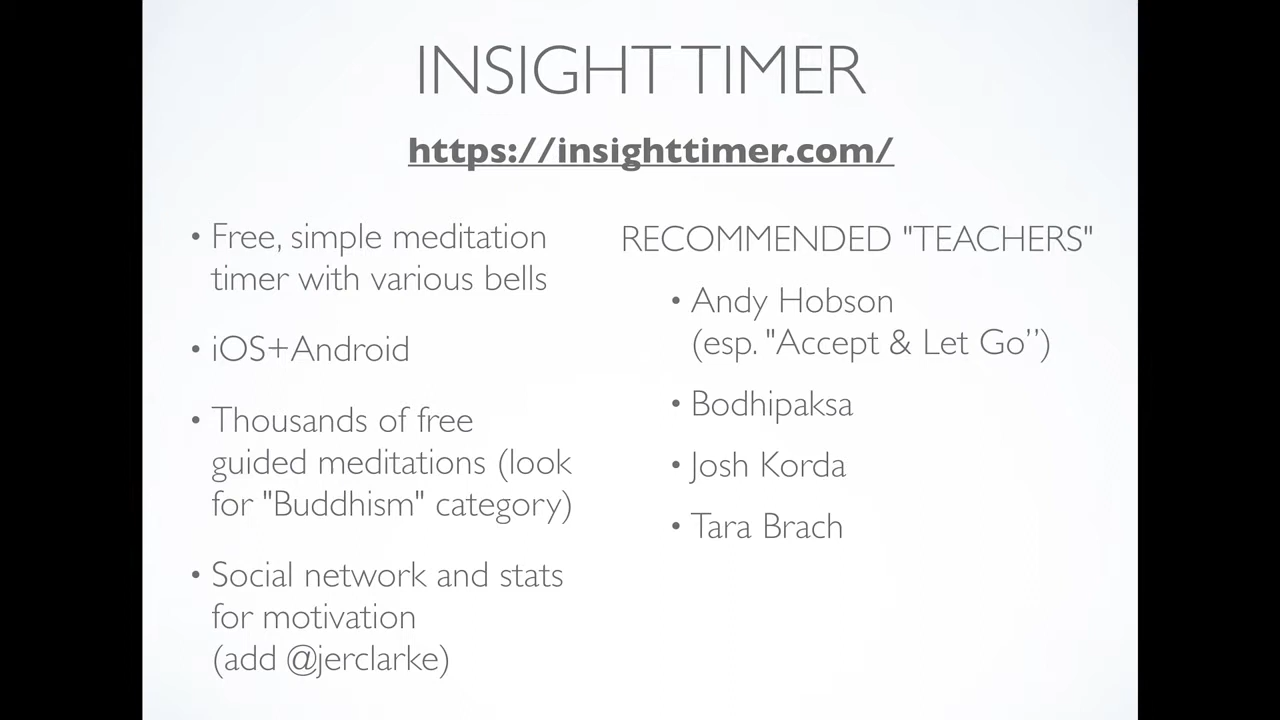 INSIGHT TIMER
https://insighttimer.com/
• Free, simple meditation
timer with various bells
• iOS+Android
• Thousands of free
guided meditations (look
for "Buddhism" category)
• Social network and stats
for motivation
(add @jerclarke)
RECOMMENDED "TEACHERS"
• Andy Hobson
(esp. "Accept & Let Go’’)
• Bodhipaksa
• Josh Korda
• Tara Brach